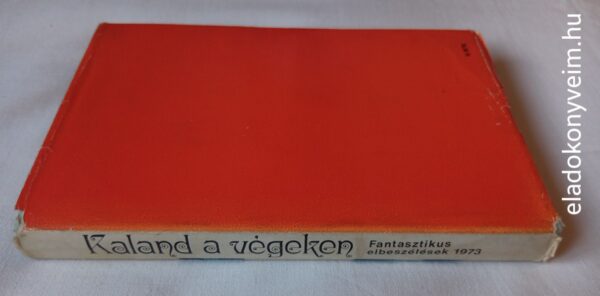 Kaland a végeken
Fantasztikus
elbeszélések 1973
eladokonyveim.hu